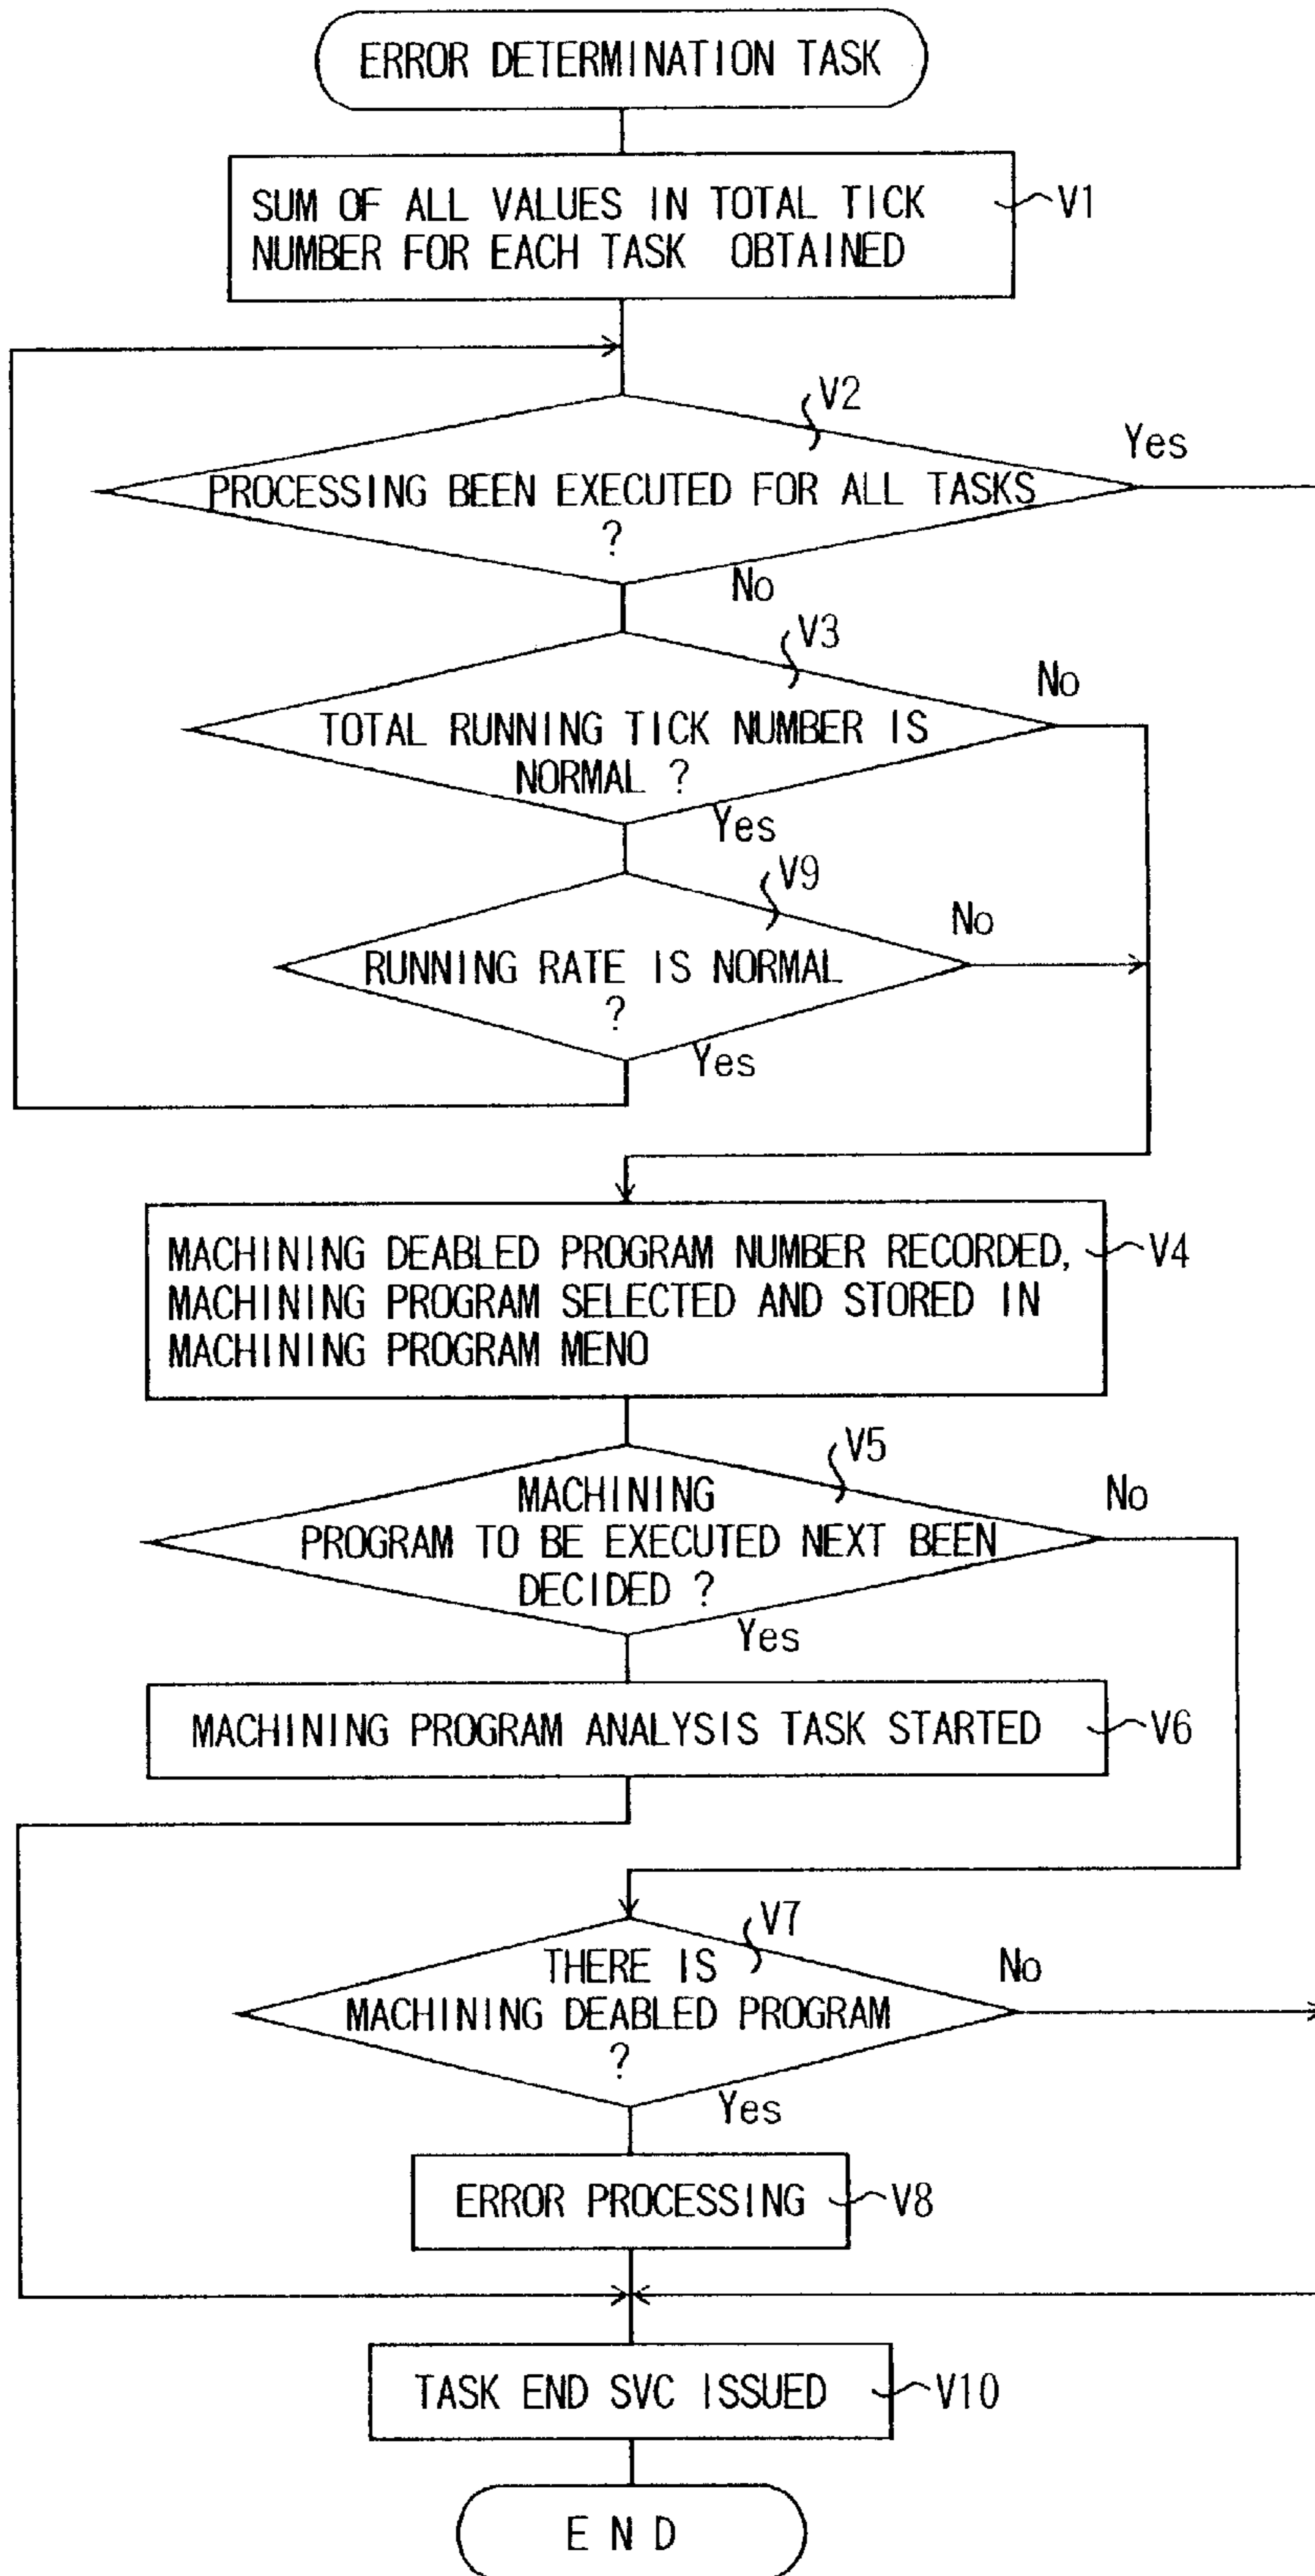 ERROR DETERMINATION TASK
SUM OF ALL VALUES IN TOTAL TICK
NUMBER FOR EACH TASK OBTAINED
V1
V2
Yes
PROCESSING BEEN EXECUTED FOR ALL TASKS
?
No
V3
No
TOTAL RUNNING TICK NUMBER IS
NORMAL ?
Yes
V9
No
RUNNING RATE IS NORMAL
?
Yes
MACHINING DEABLED PROGRAM NUMBER RECORDED,
MACHINING PROGRAM SELECTED AND STORED IN
MACHINING PROGRAM MENO
V4
V5
MACHINING
No
PROGRAM TO BE EXECUTED NEXT BEEN
DECIDED ?
Yes
MACHINING PROGRAM ANALYSIS TASK STARTED
V6
V7
THERE IS
No
MACHINING DEABLED PROGRAM
?
Yes
ERROR PROCESSING
V8
TASK END SVC ISSUED
V10
END